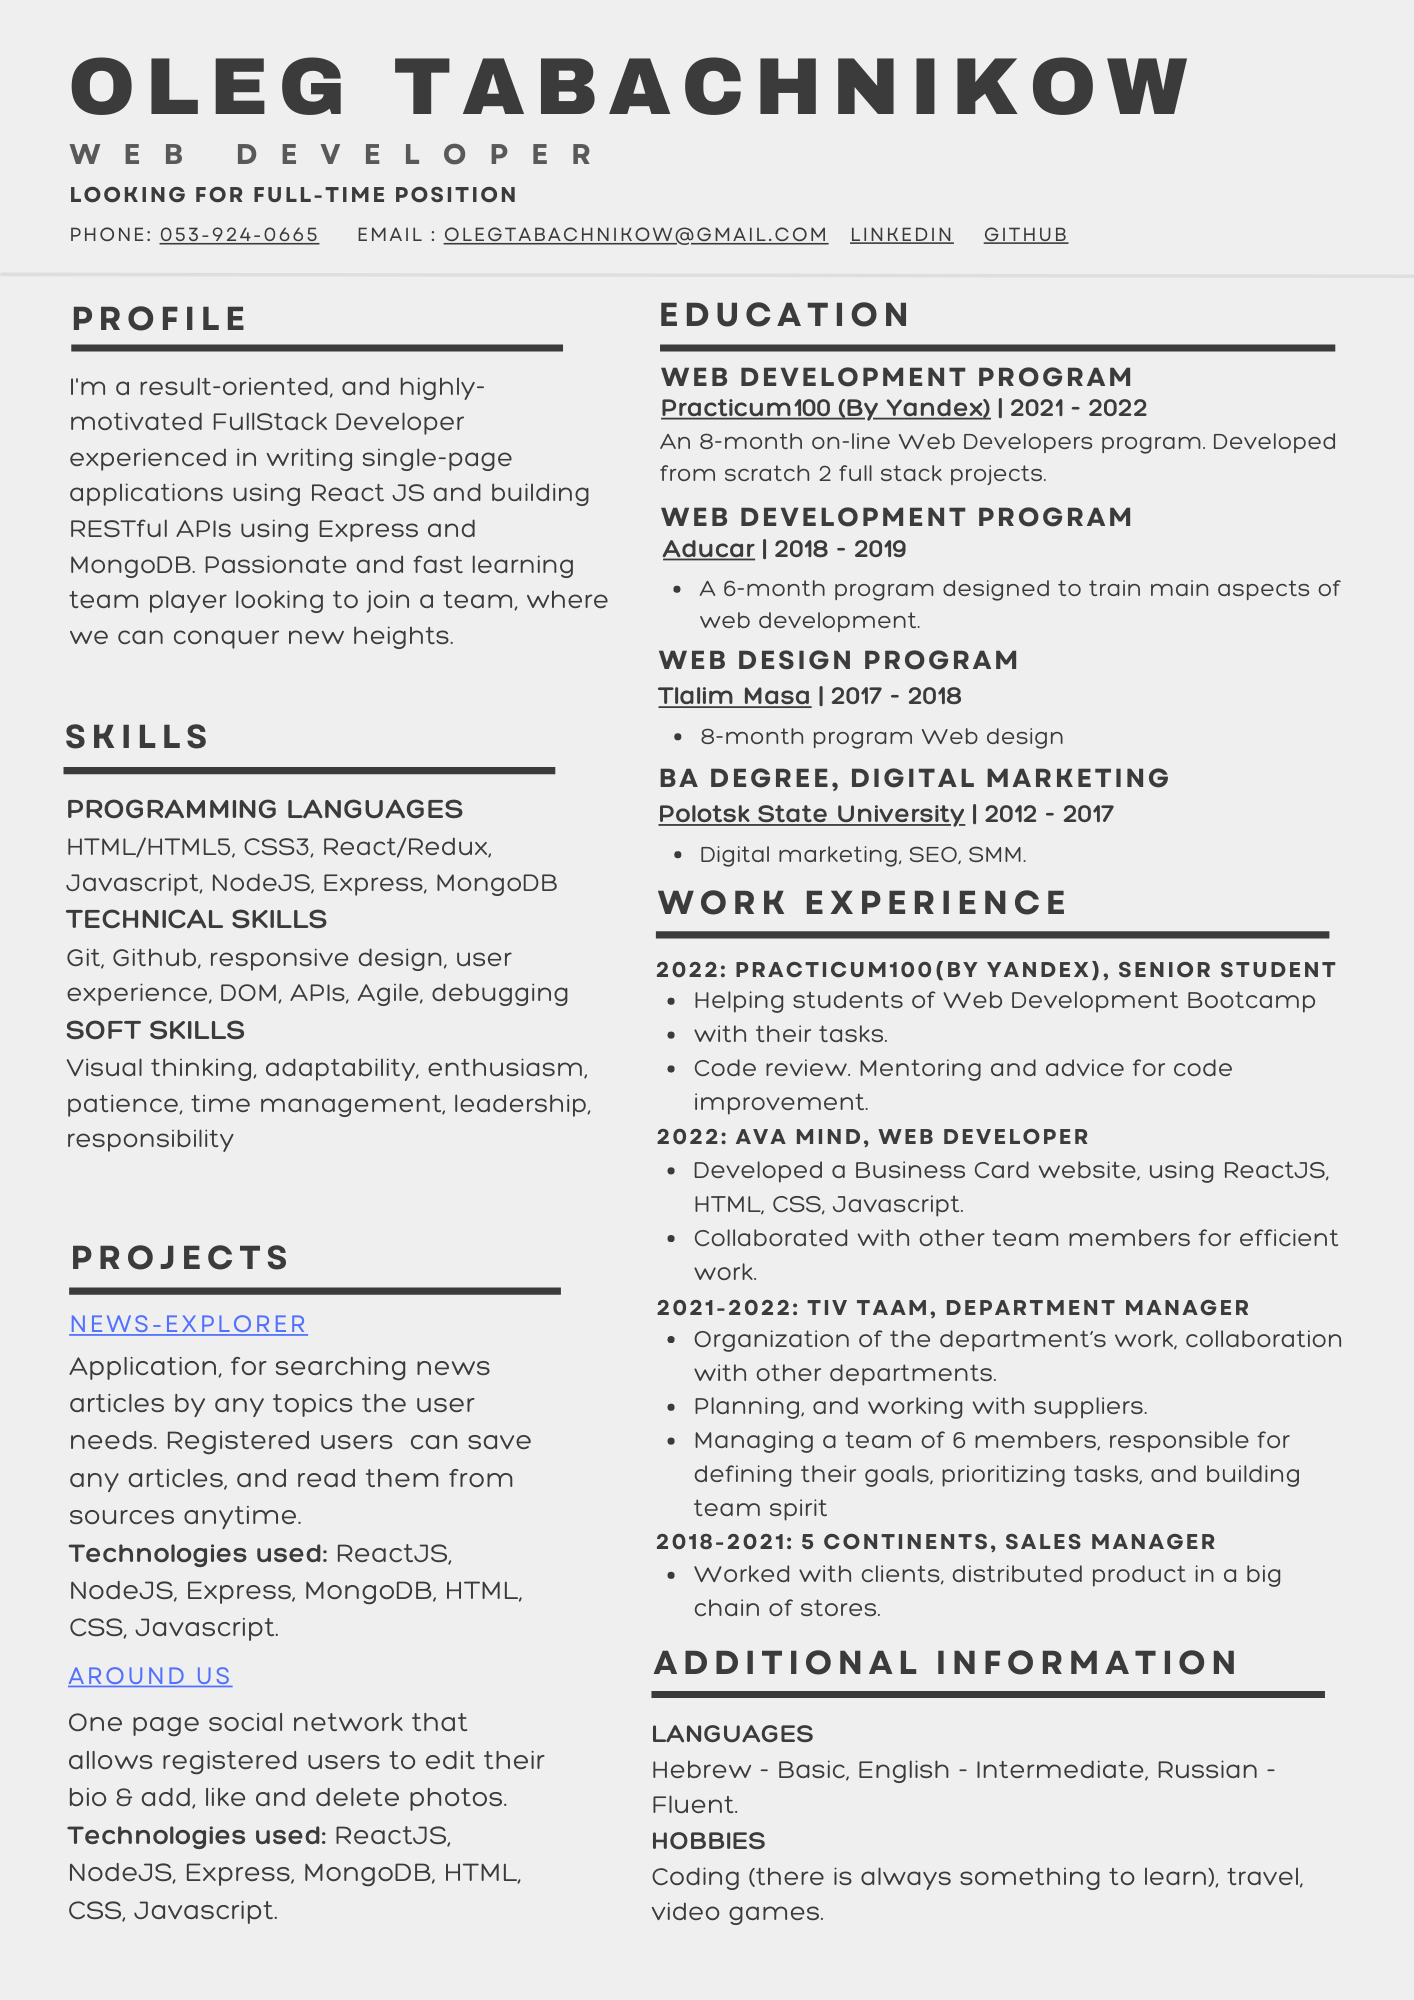 OLEG TABACHNIKOW
WEB DEVELOPER
LOOKING FOR FULL-TIME POSITION
PHONE: 053-924-0665 EMAIL : OLEGTABACHNIKOW@GMAIL.COM LINKEDIN GITHUB
PROFILE
I'm a result-oriented, and highly-
motivated FullStack Developer
experienced in writing single-page
applications using React JS and building
RESTful APIs using Express and
MongoDB. Passionate and fast learning
team player looking to join a team, where
we can conquer new heights.
SKILLS
PROGRAMMING LANGUAGES
HTML/HTML5, CSS3, React/Redux,
Javascript, NodeJS, Express, MongoDB
TECHNICAL SKILLS
Git, Github, responsive design, user
experience, DOM, APIs, Agile, debugging
SOFT SKILLS
Visual thinking, adaptability, enthusiasm,
patience, time management, leadership,
responsibility
PROJECTS
NEWS-EXPLORER
Application, for searching news
articles by any topics the user
needs. Registered users  can save
any articles, and read them from
sources anytime.
Technologies used: ReactJS,
NodeJS, Express, MongoDB, HTML,
CSS, Javascript.
AROUND US
One page social network that
allows registered users to edit their
bio & add, like and delete photos.
Technologies used: ReactJS,
NodeJS, Express, MongoDB, HTML,
CSS, Javascript.
EDUCATION
WEB DEVELOPMENT PROGRAM
Practicum100 (By Yandex) | 2021 - 2022
An 8-month on-line Web Developers program. Developed
from scratch 2 full stack projects.
WEB DEVELOPMENT PROGRAM
Aducar | 2018 - 2019
• A 6-month program designed to train main aspects of
web development.
WEB DESIGN PROGRAM
Tlalim Masa | 2017 - 2018
• 8-month program Web design
BA DEGREE, DIGITAL MARKETING
Polotsk State University | 2012 - 2017
• Digital marketing, SEO, SMM.
WORK EXPERIENCE
2022: PRACTICUM100(BY YANDEX), SENIOR STUDENT
• Helping students of Web Development Bootcamp
• with their tasks.
• Code review. Mentoring and advice for code
improvement.
2022: AVA MIND, WEB DEVELOPER
• Developed a Business Card website, using ReactJS,
HTML, CSS, Javascript.
• Collaborated with other team members for efficient
work.
2021-2022: TIV TAAM, DEPARTMENT MANAGER
• Organization of the department’s work, collaboration
with other departments.
• Planning, and working with suppliers.
• Managing a team of 6 members, responsible for
defining their goals, prioritizing tasks, and building
team spirit
2018-2021: 5 CONTINENTS, SALES MANAGER
• Worked with clients, distributed product in a big
chain of stores.
ADDITIONAL INFORMATION
LANGUAGES
Hebrew - Basic, English - Intermediate, Russian -
Fluent.
HOBBIES
Coding (there is always something to learn), travel,
video games.